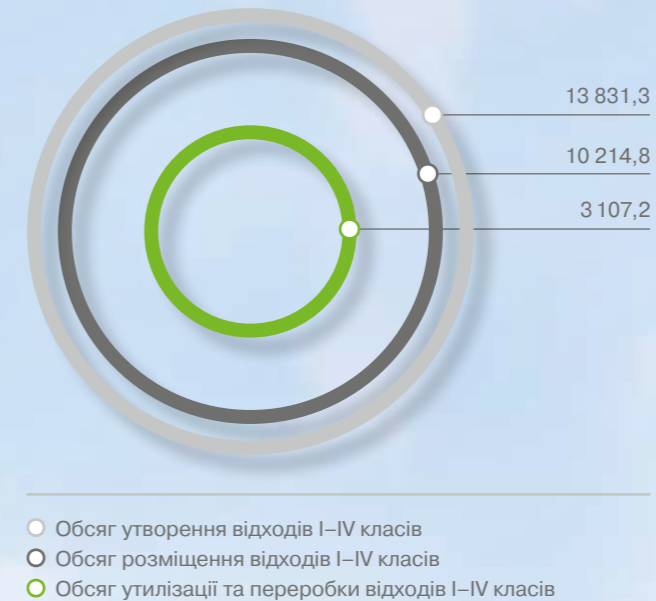 13 831,3
10 214,8
3 107,2
Обсяг утворення відходів I–IV класів
Обсяг розміщення відходів I–IV класів
Обсяг утилізації та переробки відходів I–IV класів